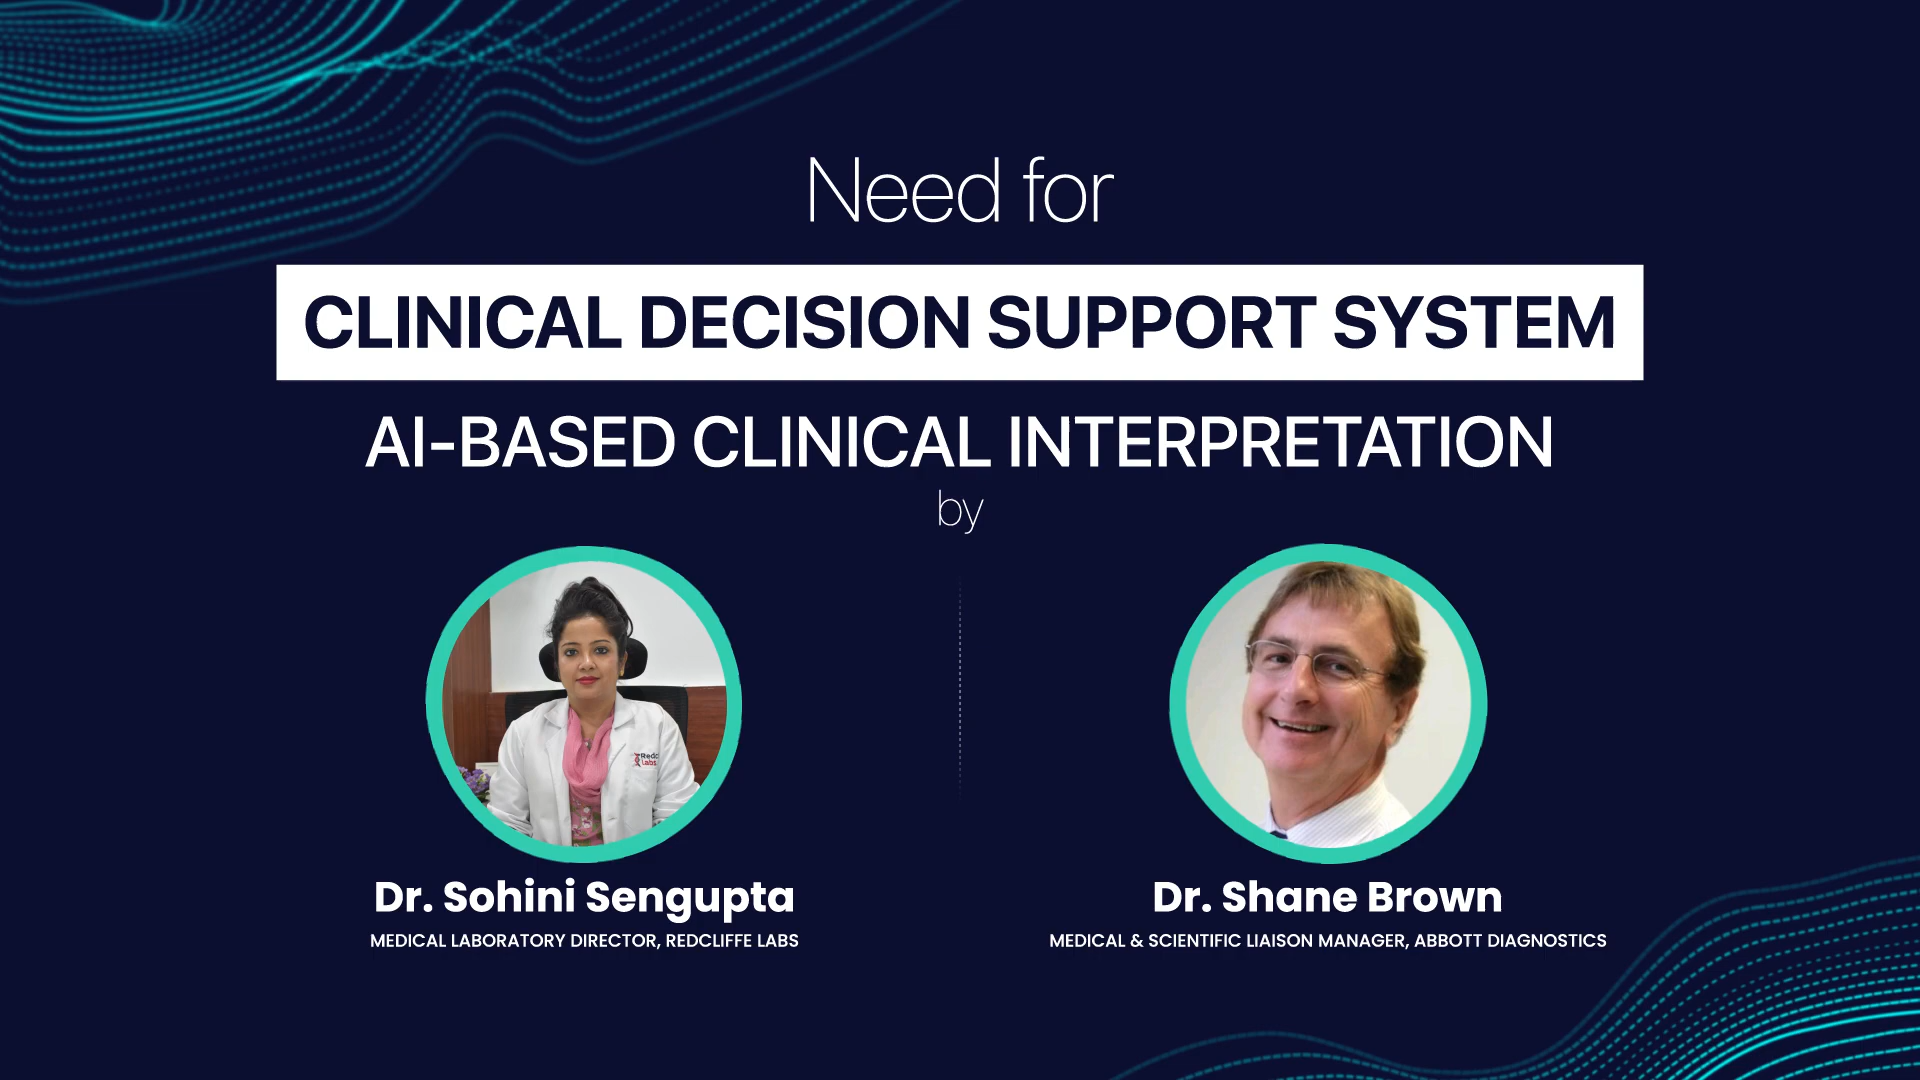 Need for
CLINICAL DECISION SUPPORT SYSTEM
AI-BASED CLINICAL INTERPRETATION
by
Labs
Dr. Sohini Sengupta
Dr. Shane Brown
MEDICAL LABORATORY DIRECTOR, REDCLIFFE LABS
MEDICAL & SCIENTIFIC LIAISON MANAGER, ABBOTT DIAGNOSTICS